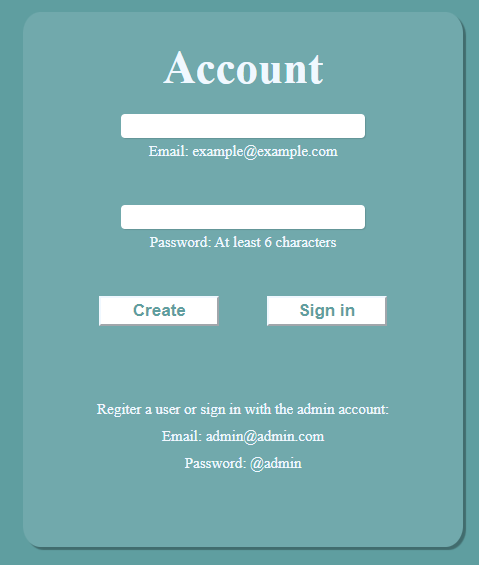 Account
Email: example@example.com
Password: At least 6 characters
Create
Sign in
Regiter a user or sign in with the admin account:
Email: admin@admin.com
Password: @admin